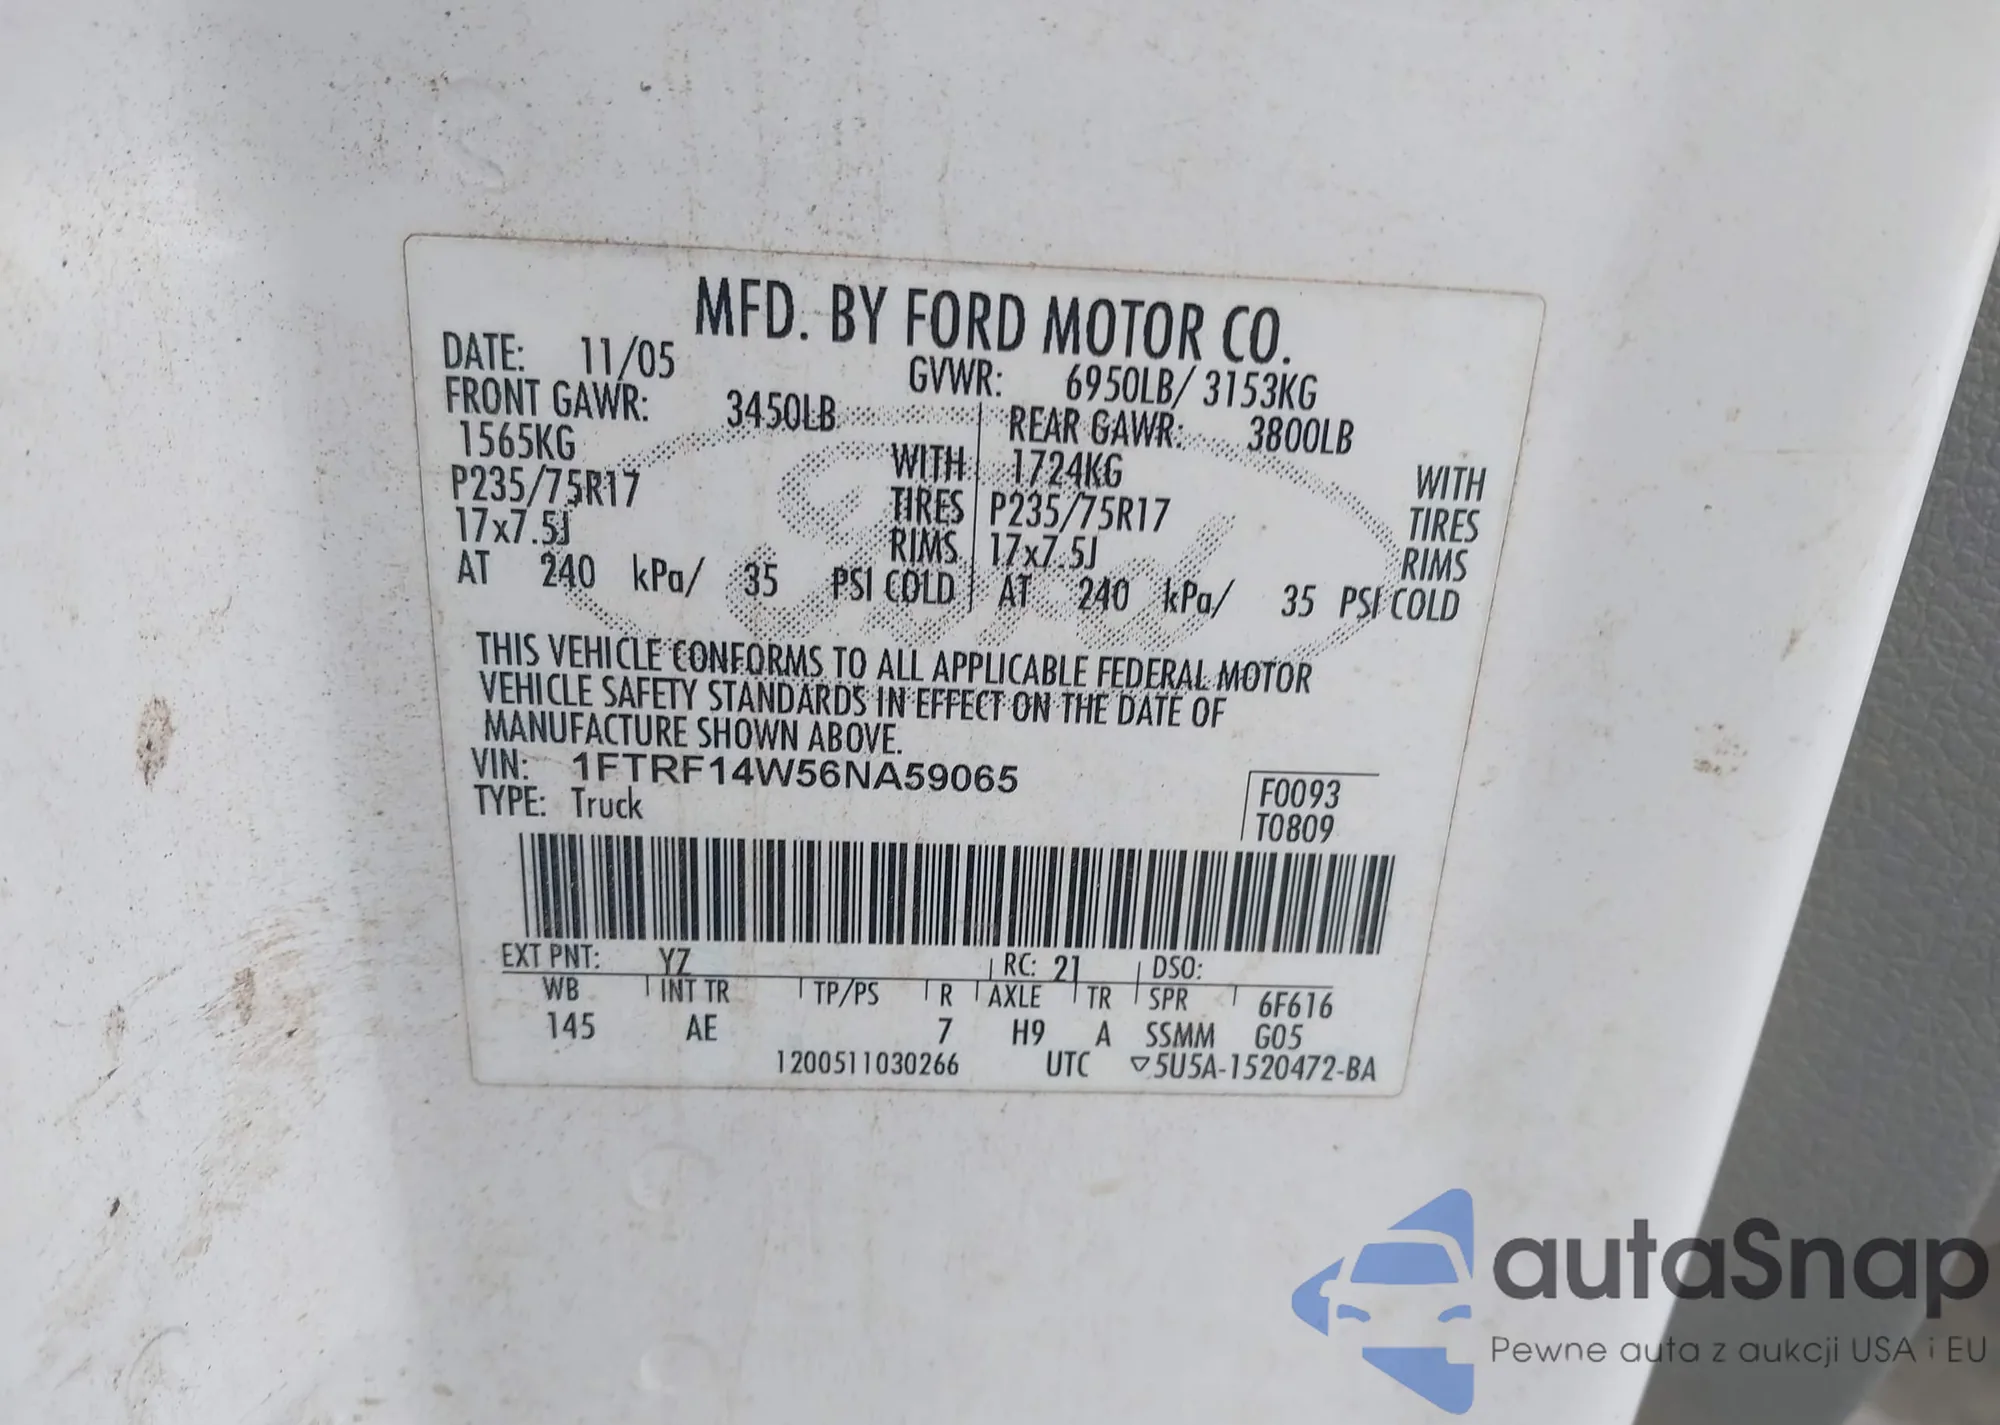 MFD. BY FORD MOTOR CO.
DATE: 11/05 GVWR: 6950LB/ 3153KG
FRONT GAWR: 3450LB REAR GAWR: 3800LB
1565KG WITH 1724KG WITH
P235/75R17 TIRES P235/75R17 TIRES
17x7.5J RIMS 17x7.5J RIMS
AT 240 kPa/ 35 PSI COLD AT 240 kPa/ 35 PSI COLD
THIS VEHICLE CONFORMS TO ALL APPLICABLE FEDERAL MOTOR
VEHICLE SAFETY STANDARDS IN EFFECT ON THE DATE OF
MANUFACTURE SHOWN ABOVE.
VIN: 1FTRF14W56NA59065
TYPE: Truck
F0093
T0809
EXT PNT: YZ RC: 21 DSO:
WB INT TR TP/PS R AXLE TR SPR 6F616
145 AE 7 H9 A SSMM G05
1200511030266 UTC ▽5U5A-1520472-BA
Ford
autaSnap
Pewne auta z aukcji USA i EU